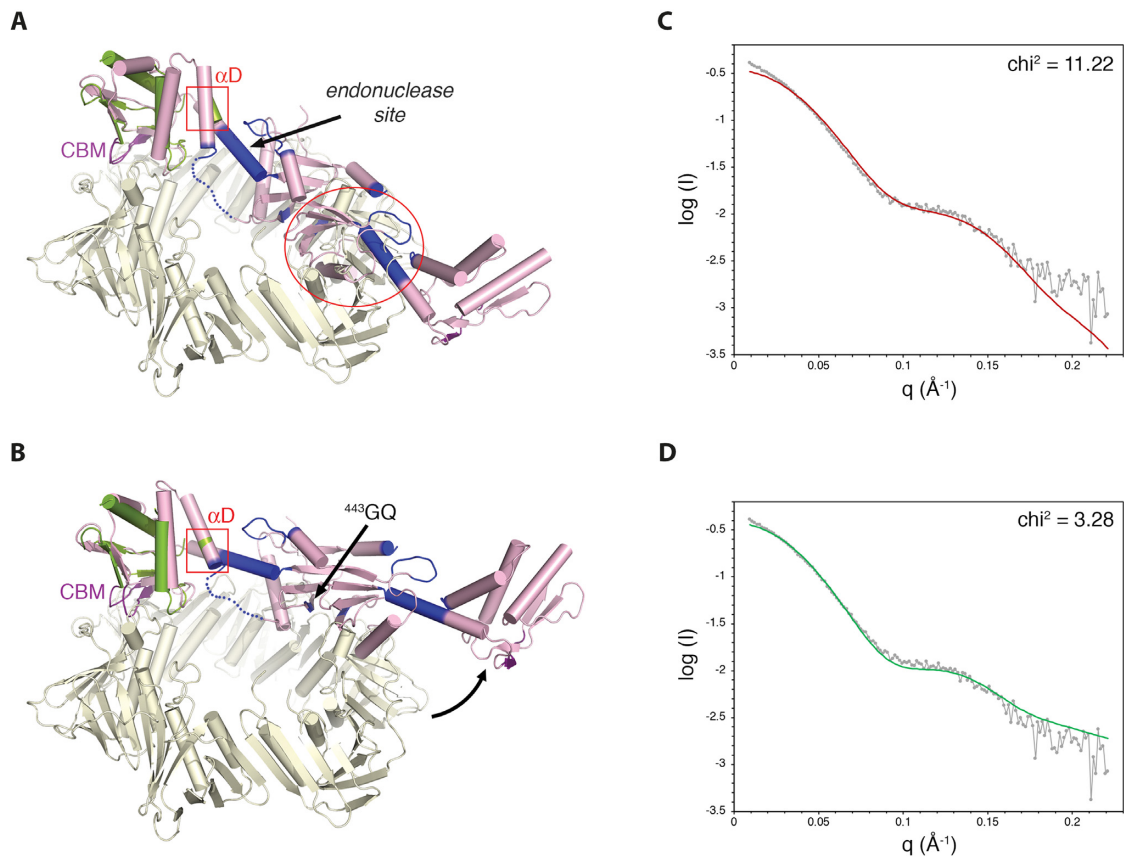 A
αD
endonuclease
site
CBM
B
αD
⁴⁴³GQ
CBM
C
chi² = 11.22
log (I)
-0.5
-1
-1.5
-2
-2.5
-3
-3.5
0 0.05 0.1 0.15 0.2
q (Å⁻¹)
D
chi² = 3.28
log (I)
-0.5
-1
-1.5
-2
-2.5
-3
-3.5
0 0.05 0.1 0.15 0.2
q (Å⁻¹)